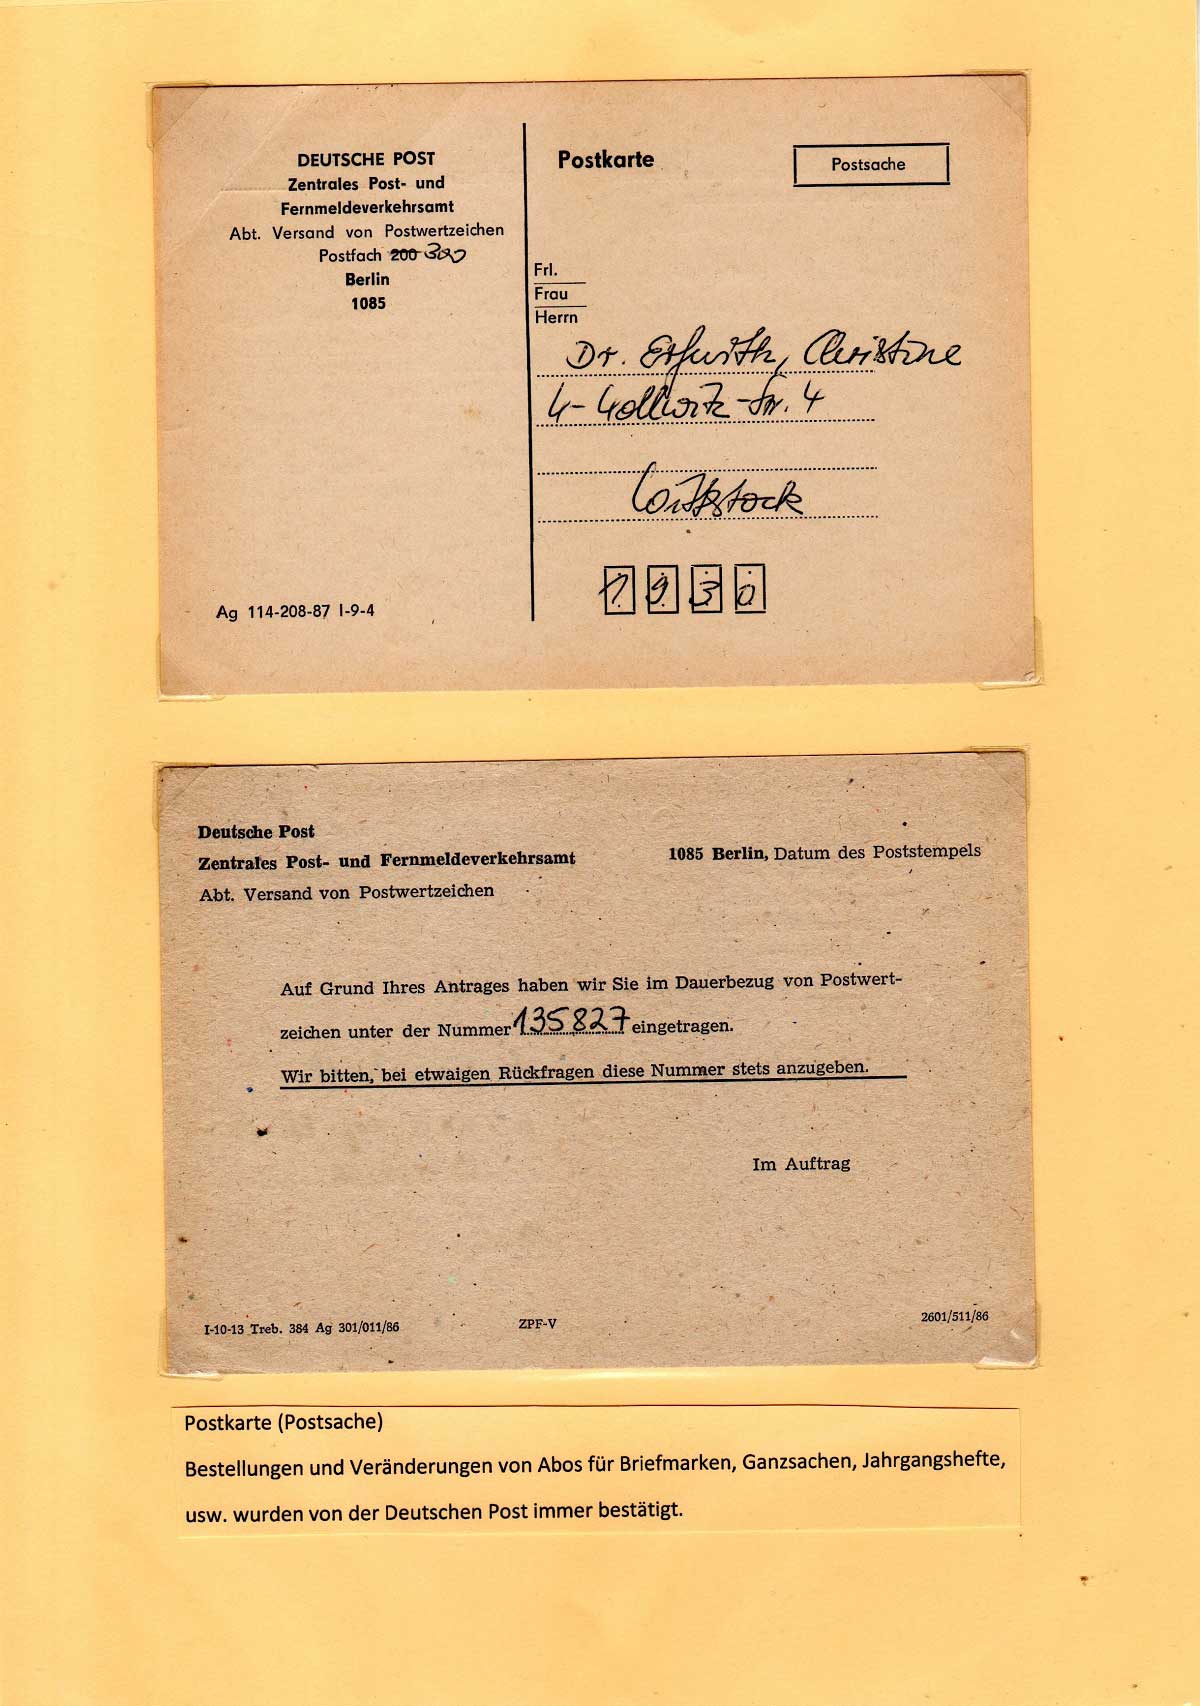 DEUTSCHE POST
Zentrales Post- und
Fernmeldeverkehrsamt
Abt. Versand von Postwertzeichen
Postfach 200 300
Berlin
1085
Ag 114-208-87 I-9-4
Postkarte
Postsache
Frl.
Frau
Herrn
Dr. Erfurth, Christine
K-Kollwitz-Str. 4
Wittstock
1930
Deutsche Post
Zentrales Post- und Fernmeldeverkehrsamt
Abt. Versand von Postwertzeichen
1085 Berlin, Datum des Poststempels
Auf Grund Ihres Antrages haben wir Sie im Dauerbezug von Postwert-
zeichen unter der Nummer 135827 eingetragen.
Wir bitten, bei etwaigen Rückfragen diese Nummer stets anzugeben.
Im Auftrag
I-10-13 Treb. 384 Ag 301/011/86
ZPF-V
2601/511/86
Postkarte (Postsache)
Bestellungen und Veränderungen von Abos für Briefmarken, Ganzsachen, Jahrgangshefte,
usw. wurden von der Deutschen Post immer bestätigt.